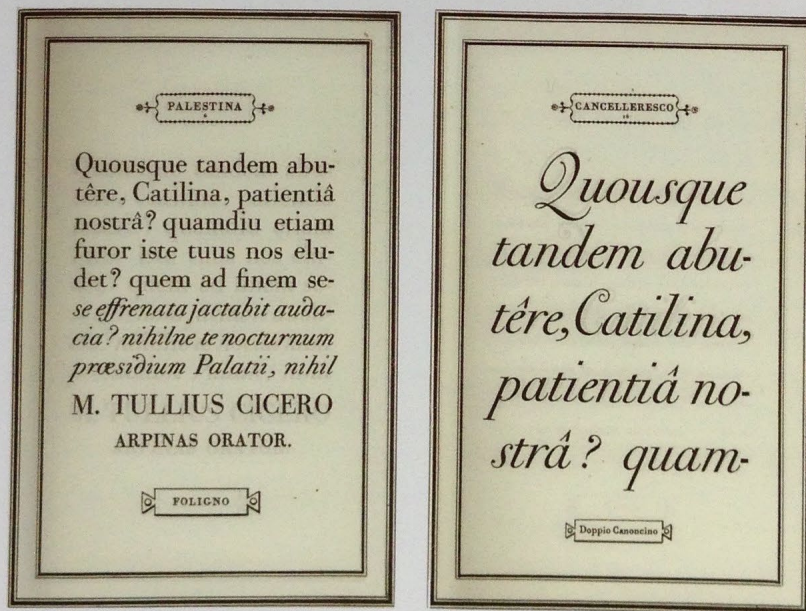 PALESTINA
6
Quousque tandem abu-
têre, Catilina, patientiâ
nostrâ? quamdiu etiam
furor iste tuus nos elu-
det? quem ad finem se-
se effrenata jactabit auda-
cia? nihilne te nocturnum
præsidium Palatii, nihil
M. TULLIUS CICERO
ARPINAS ORATOR.
FOLIGNO
CANCELLERESCO
16
Quousque
tandem abu-
têre, Catilina,
patientiâ no-
strâ? quam-
Doppio Canoncino